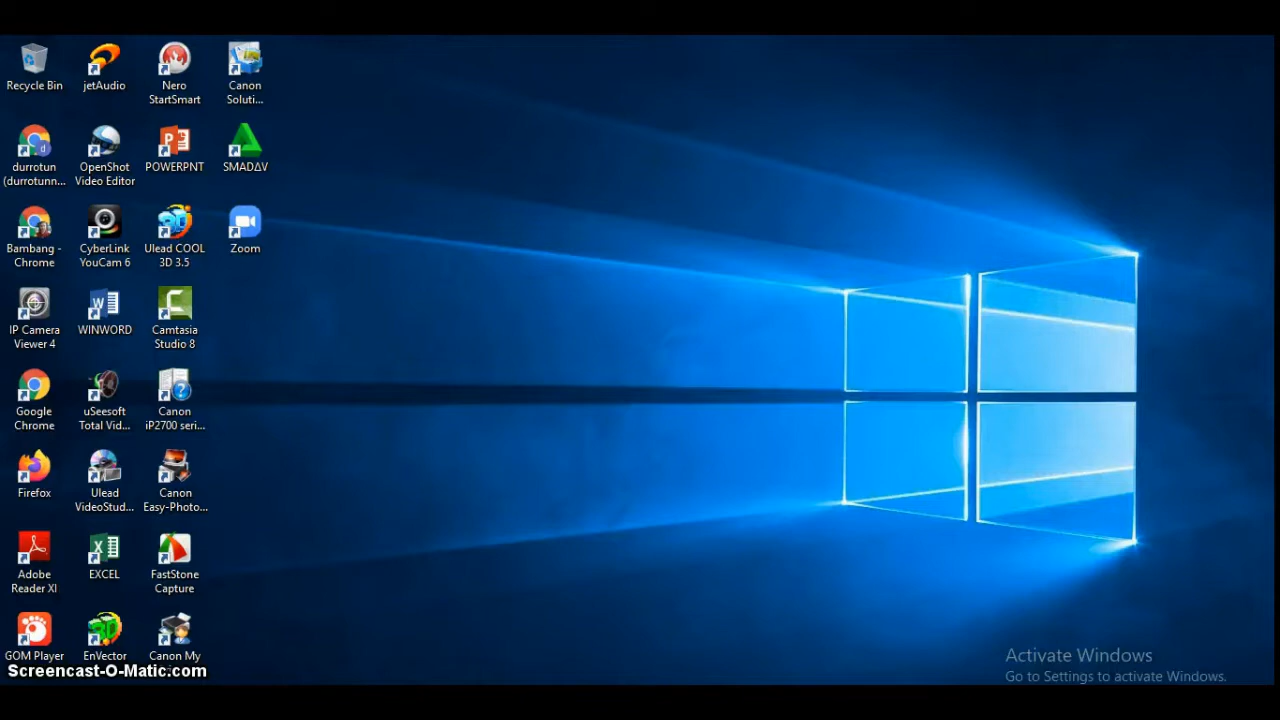 Recycle Bin
jetAudio
Nero
StartSmart
Canon
Soluti...
durrotun
(durrotunn...
OpenShot
Video Editor
POWERPNT
SMADΔV
Bambang -
Chrome
CyberLink
YouCam 6
Ulead COOL
3D 3.5
Zoom
IP Camera
Viewer 4
WINWORD
Camtasia
Studio 8
Google
Chrome
uSeesoft
Total Vid...
Canon
iP2700 seri...
Firefox
Ulead
VideoStud...
Canon
Easy-Photo...
Adobe
Reader XI
EXCEL
FastStone
Capture
GOM Player
EnVector
Canon My
Screencast-O-Matic.com
Activate Windows
Go to Settings to activate Windows.